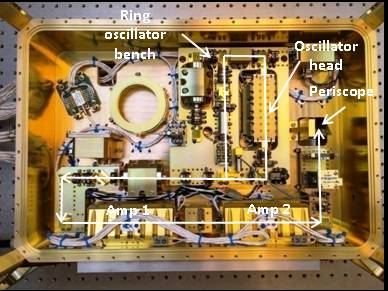 Ring
oscillator
bench
Oscillator
head
Periscope
Amp 1
Amp 2